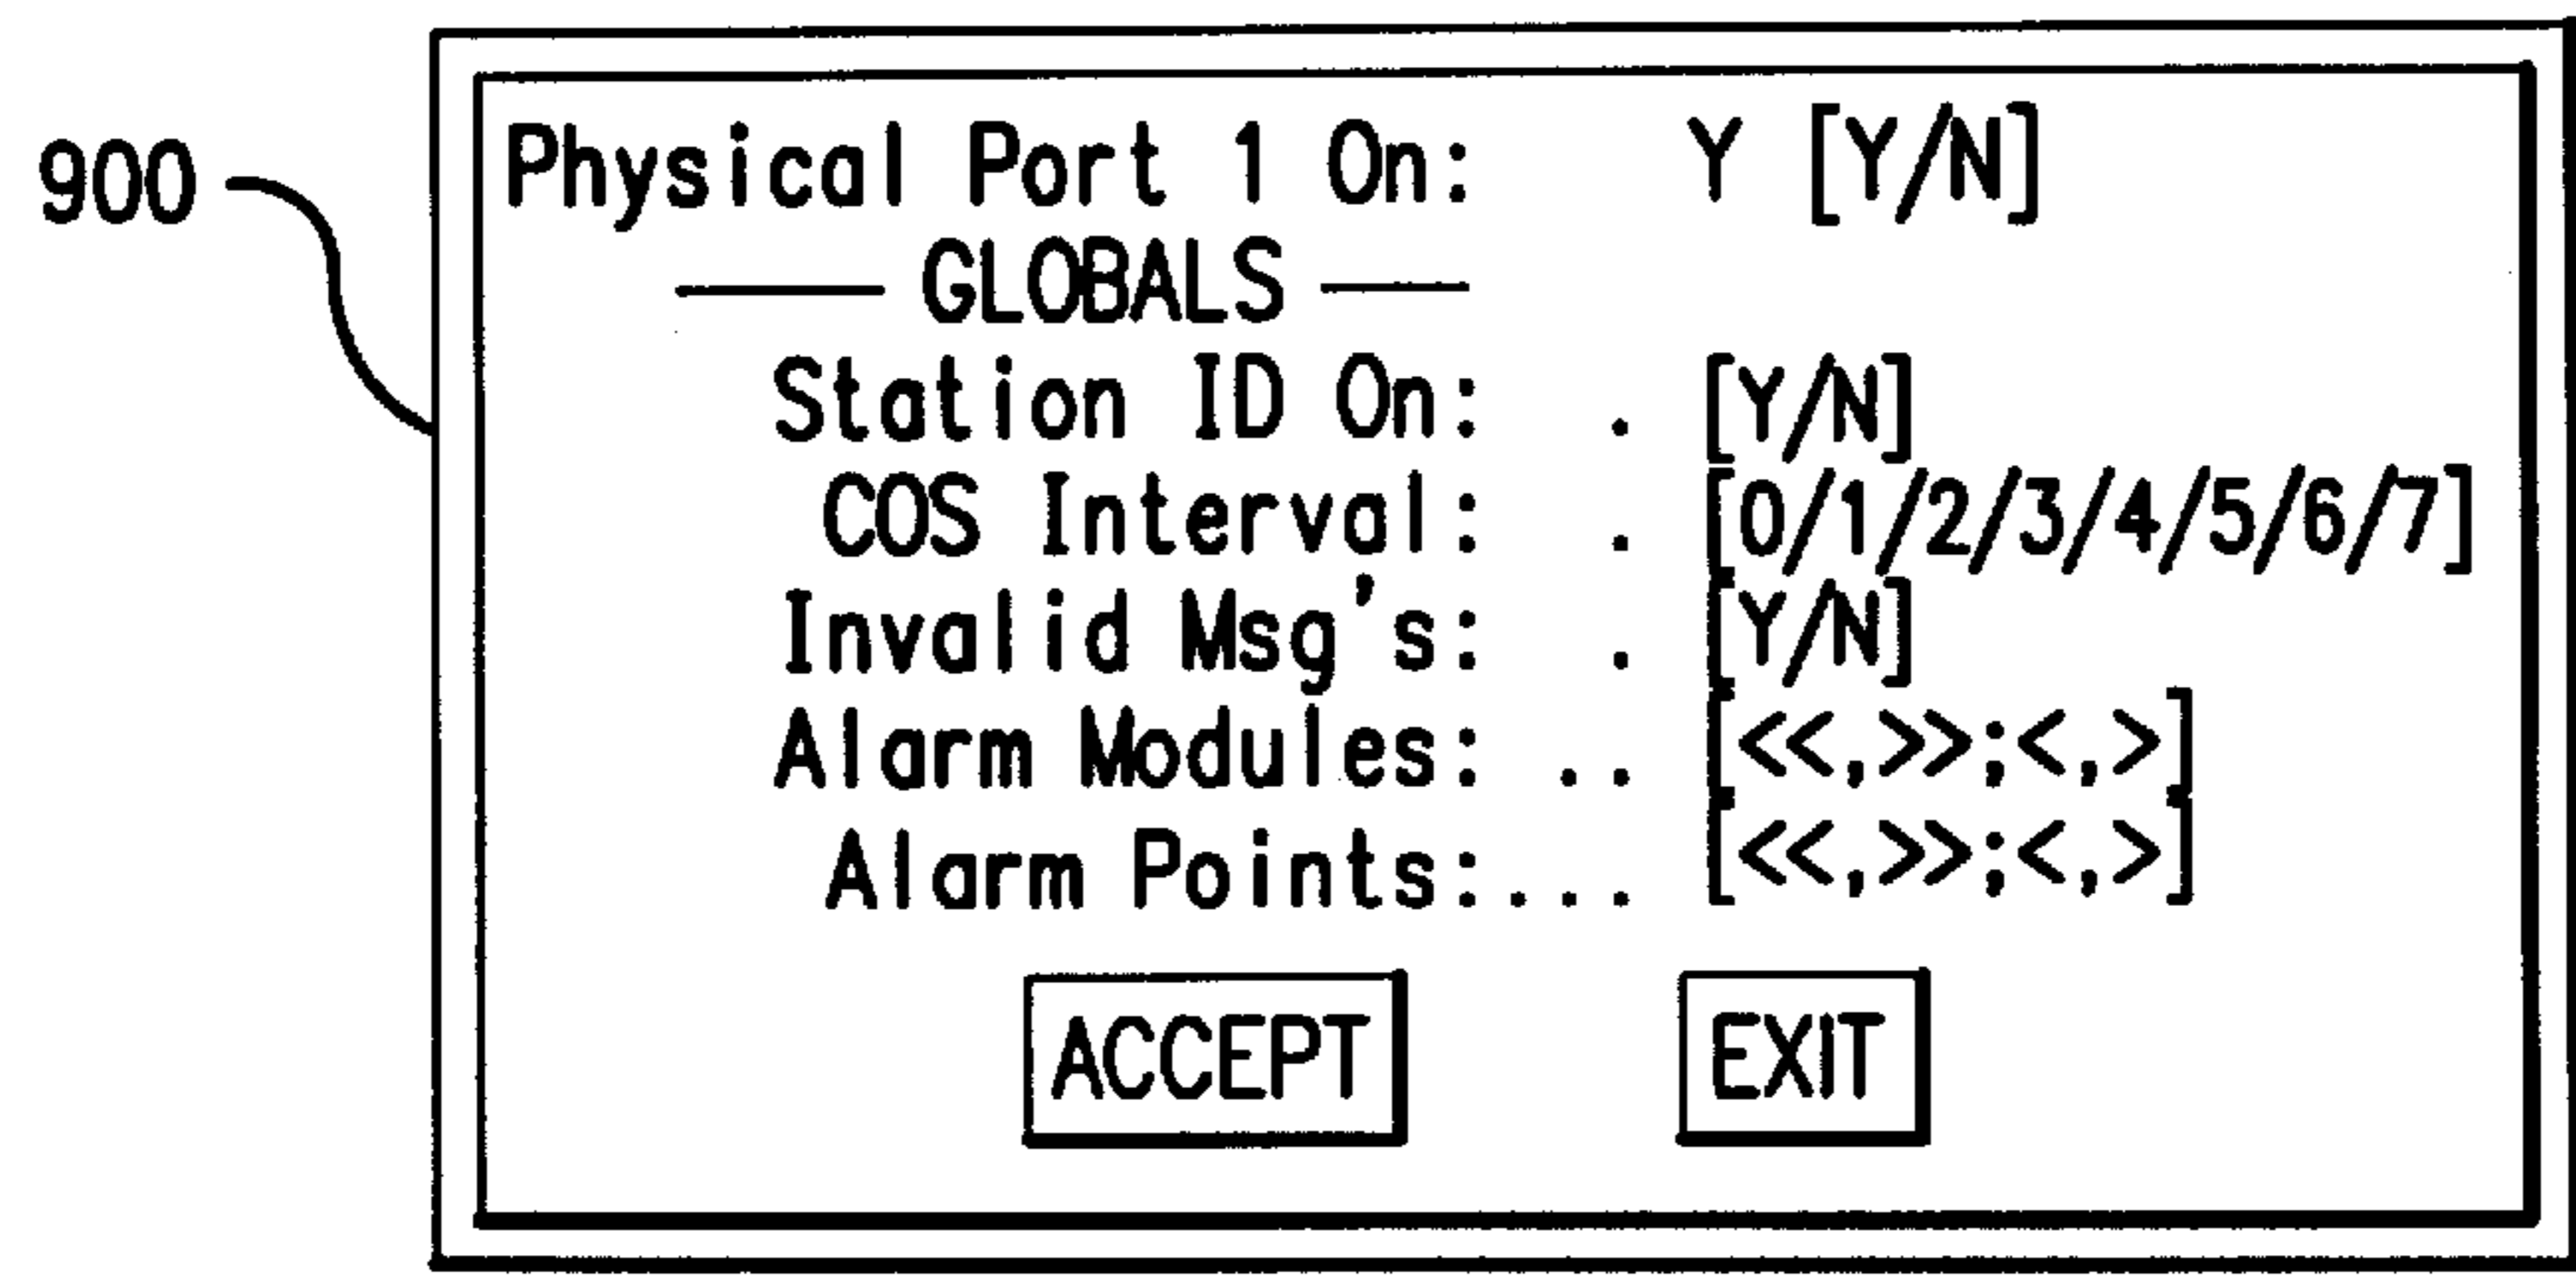 900
Physical Port 1 On: Y [Y/N]
—— GLOBALS ——
Station ID On: . [Y/N]
COS Interval: . [0/1/2/3/4/5/6/7]
Invalid Msg's: . [Y/N]
Alarm Modules: .. [<<,>>;<,>]
Alarm Points:... [<<,>>;<,>]
ACCEPT EXIT